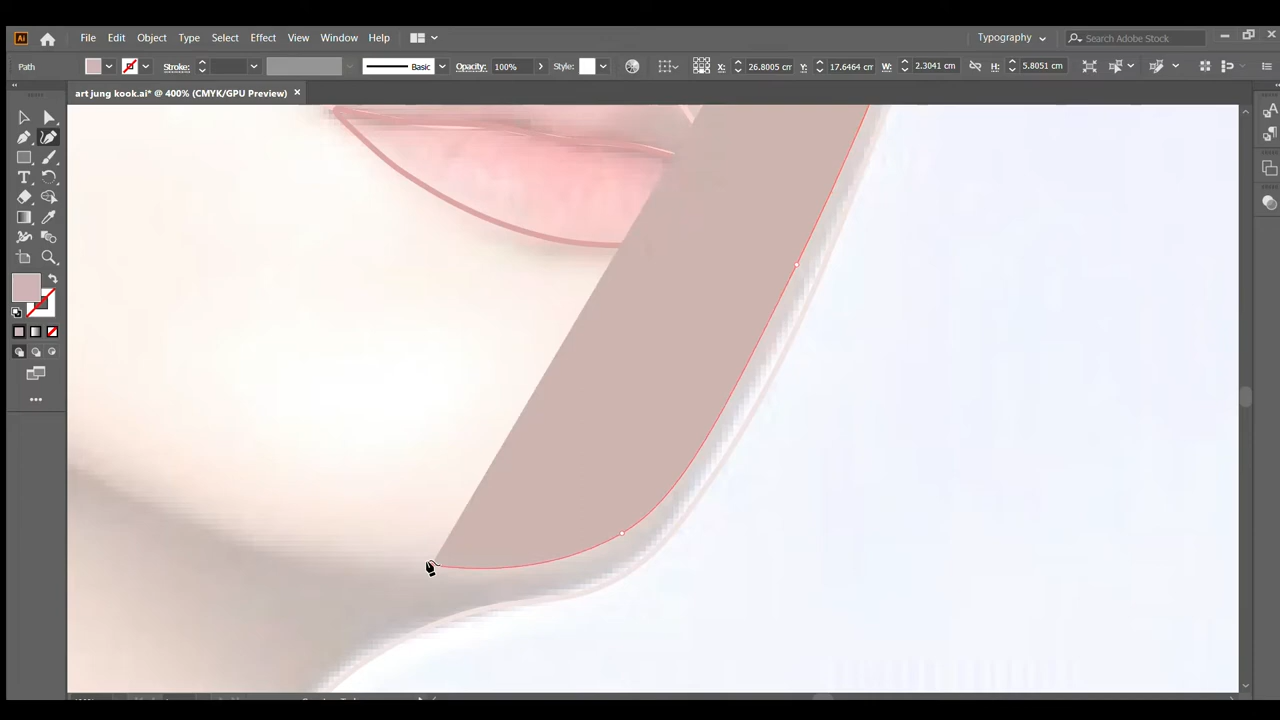 Ai File Edit Object Type Select Effect View Window Help Typography Search Adobe Stock
Path Stroke: Basic Opacity: 100% Style: X: 26.8005 cm Y: 17.6464 cm W: 2.3041 cm H: 5.8051 cm
art jung kook.ai* @ 400% (CMYK/GPU Preview)